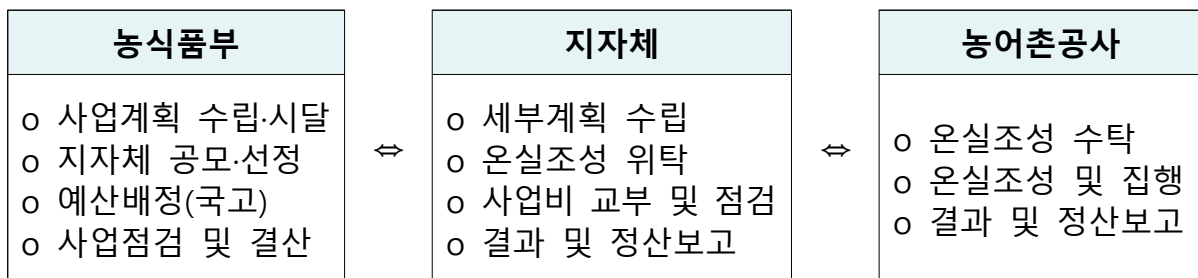 농식품부
o 사업계획 수립·시달
o 지자체 공모·선정
o 예산배정(국고)
o 사업점검 및 결산
⇔
지자체
o 세부계획 수립
o 온실조성 위탁
o 사업비 교부 및 점검
o 결과 및 정산보고
⇔
농어촌공사
o 온실조성 수탁
o 온실조성 및 집행
o 결과 및 정산보고